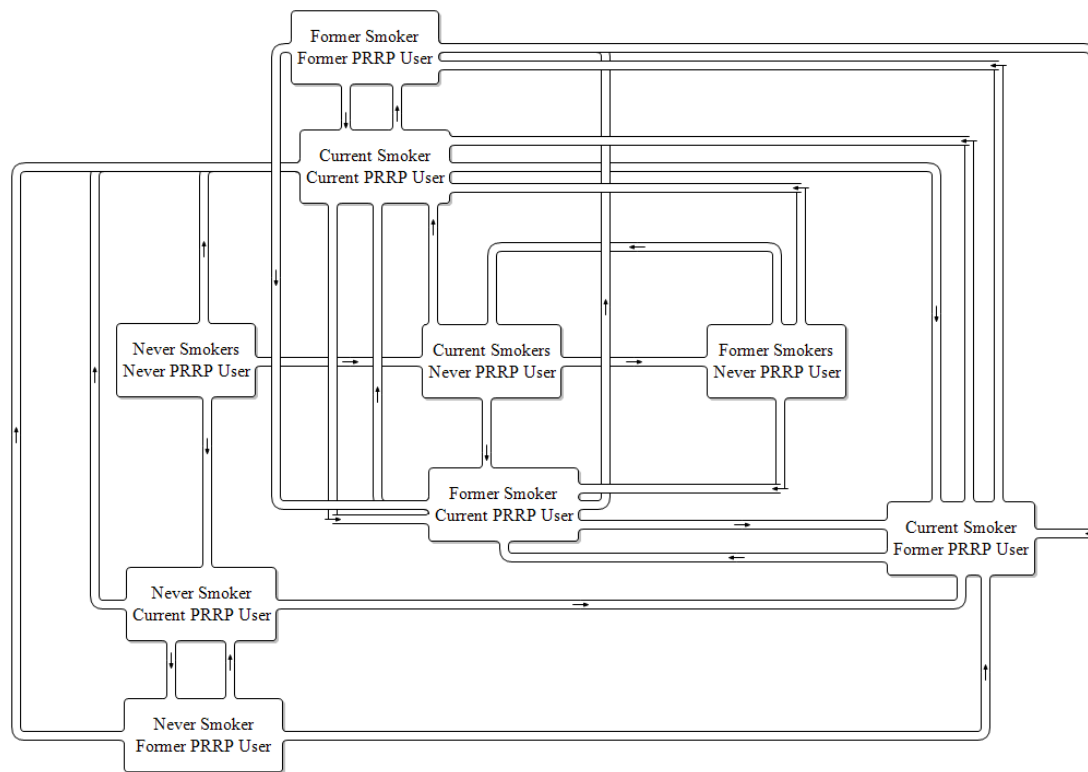 Former Smoker
Former PRRP User
Current Smoker
Current PRRP User
Never Smokers
Never PRRP User
Current Smokers
Never PRRP User
Former Smokers
Never PRRP User
Former Smoker
Current PRRP User
Current Smoker
Former PRRP User
Never Smoker
Current PRRP User
Never Smoker
Former PRRP User